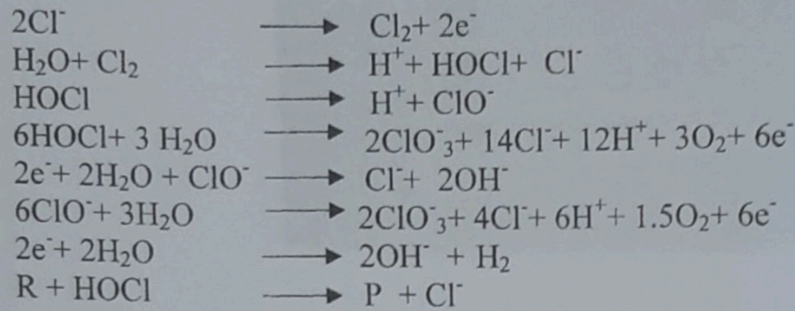 2Cl⁻ ⟶ Cl₂+ 2e⁻
H₂O+ Cl₂ ⟶ H⁺+ HOCl+ Cl⁻
HOCl ⟶ H⁺+ ClO⁻
6HOCl+ 3 H₂O ⟶ 2ClO⁻₃+ 14Cl⁻+ 12H⁺+ 3O₂+ 6e⁻
2e⁻+ 2H₂O + ClO⁻ ⟶ Cl⁻+ 2OH⁻
6ClO⁻+ 3H₂O ⟶ 2ClO⁻₃+ 4Cl⁻+ 6H⁺+ 1.5O₂+ 6e⁻
2e⁻+ 2H₂O ⟶ 2OH⁻ + H₂
R + HOCl ⟶ P + Cl⁻